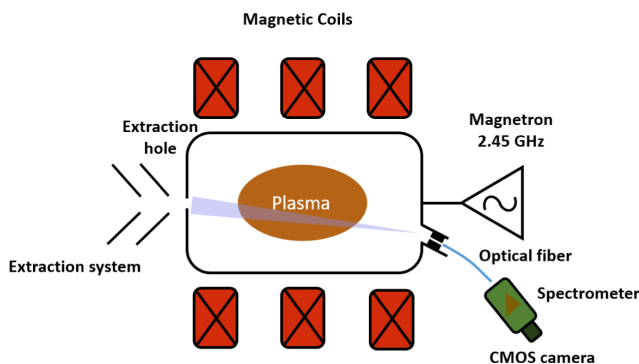 Magnetic Coils
Extraction
hole
Magnetron
2.45 GHz
Plasma
Extraction system
Optical fiber
Spectrometer
CMOS camera